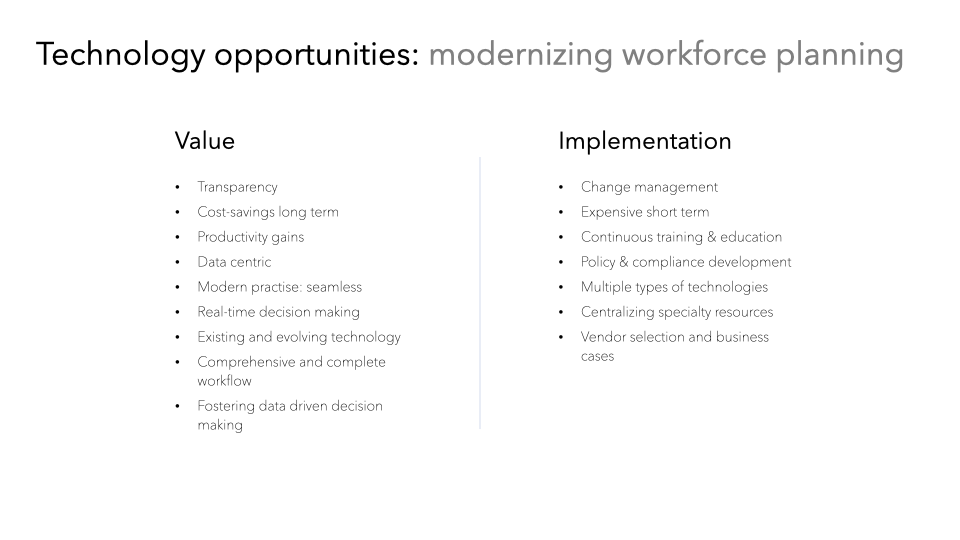 Technology opportunities: modernizing workforce planning
Value
• Transparency
• Cost-savings long term
• Productivity gains
• Data centric
• Modern practise: seamless
• Real-time decision making
• Existing and evolving technology
• Comprehensive and complete
workflow
• Fostering data driven decision
making
Implementation
• Change management
• Expensive short term
• Continuous training & education
• Policy & compliance development
• Multiple types of technologies
• Centralizing specialty resources
• Vendor selection and business
cases